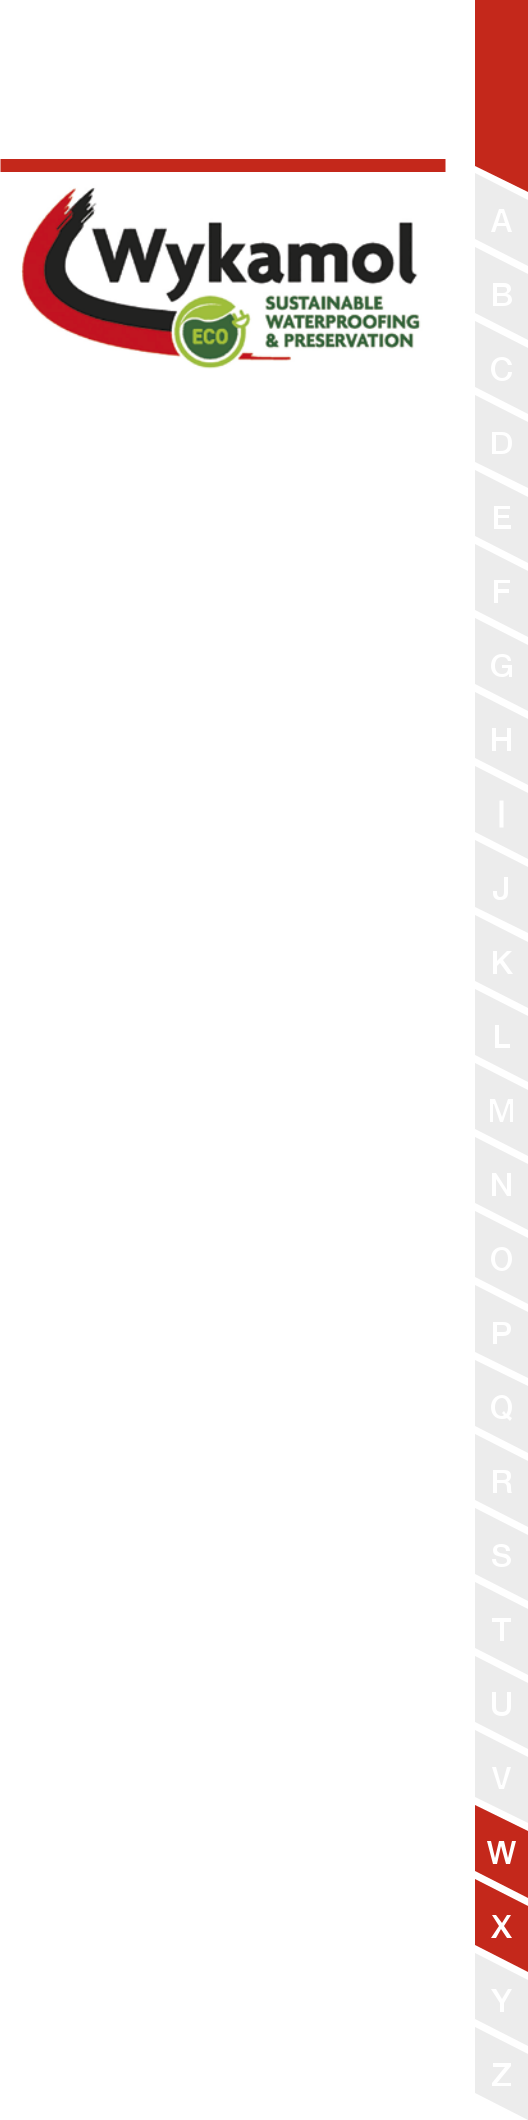 Wykamol
ECO
SUSTAINABLE
WATERPROOFING
& PRESERVATION
A
B
C
D
E
F
G
H
I
J
K
L
M
N
O
P
Q
R
S
T
U
V
W
X
Y
Z